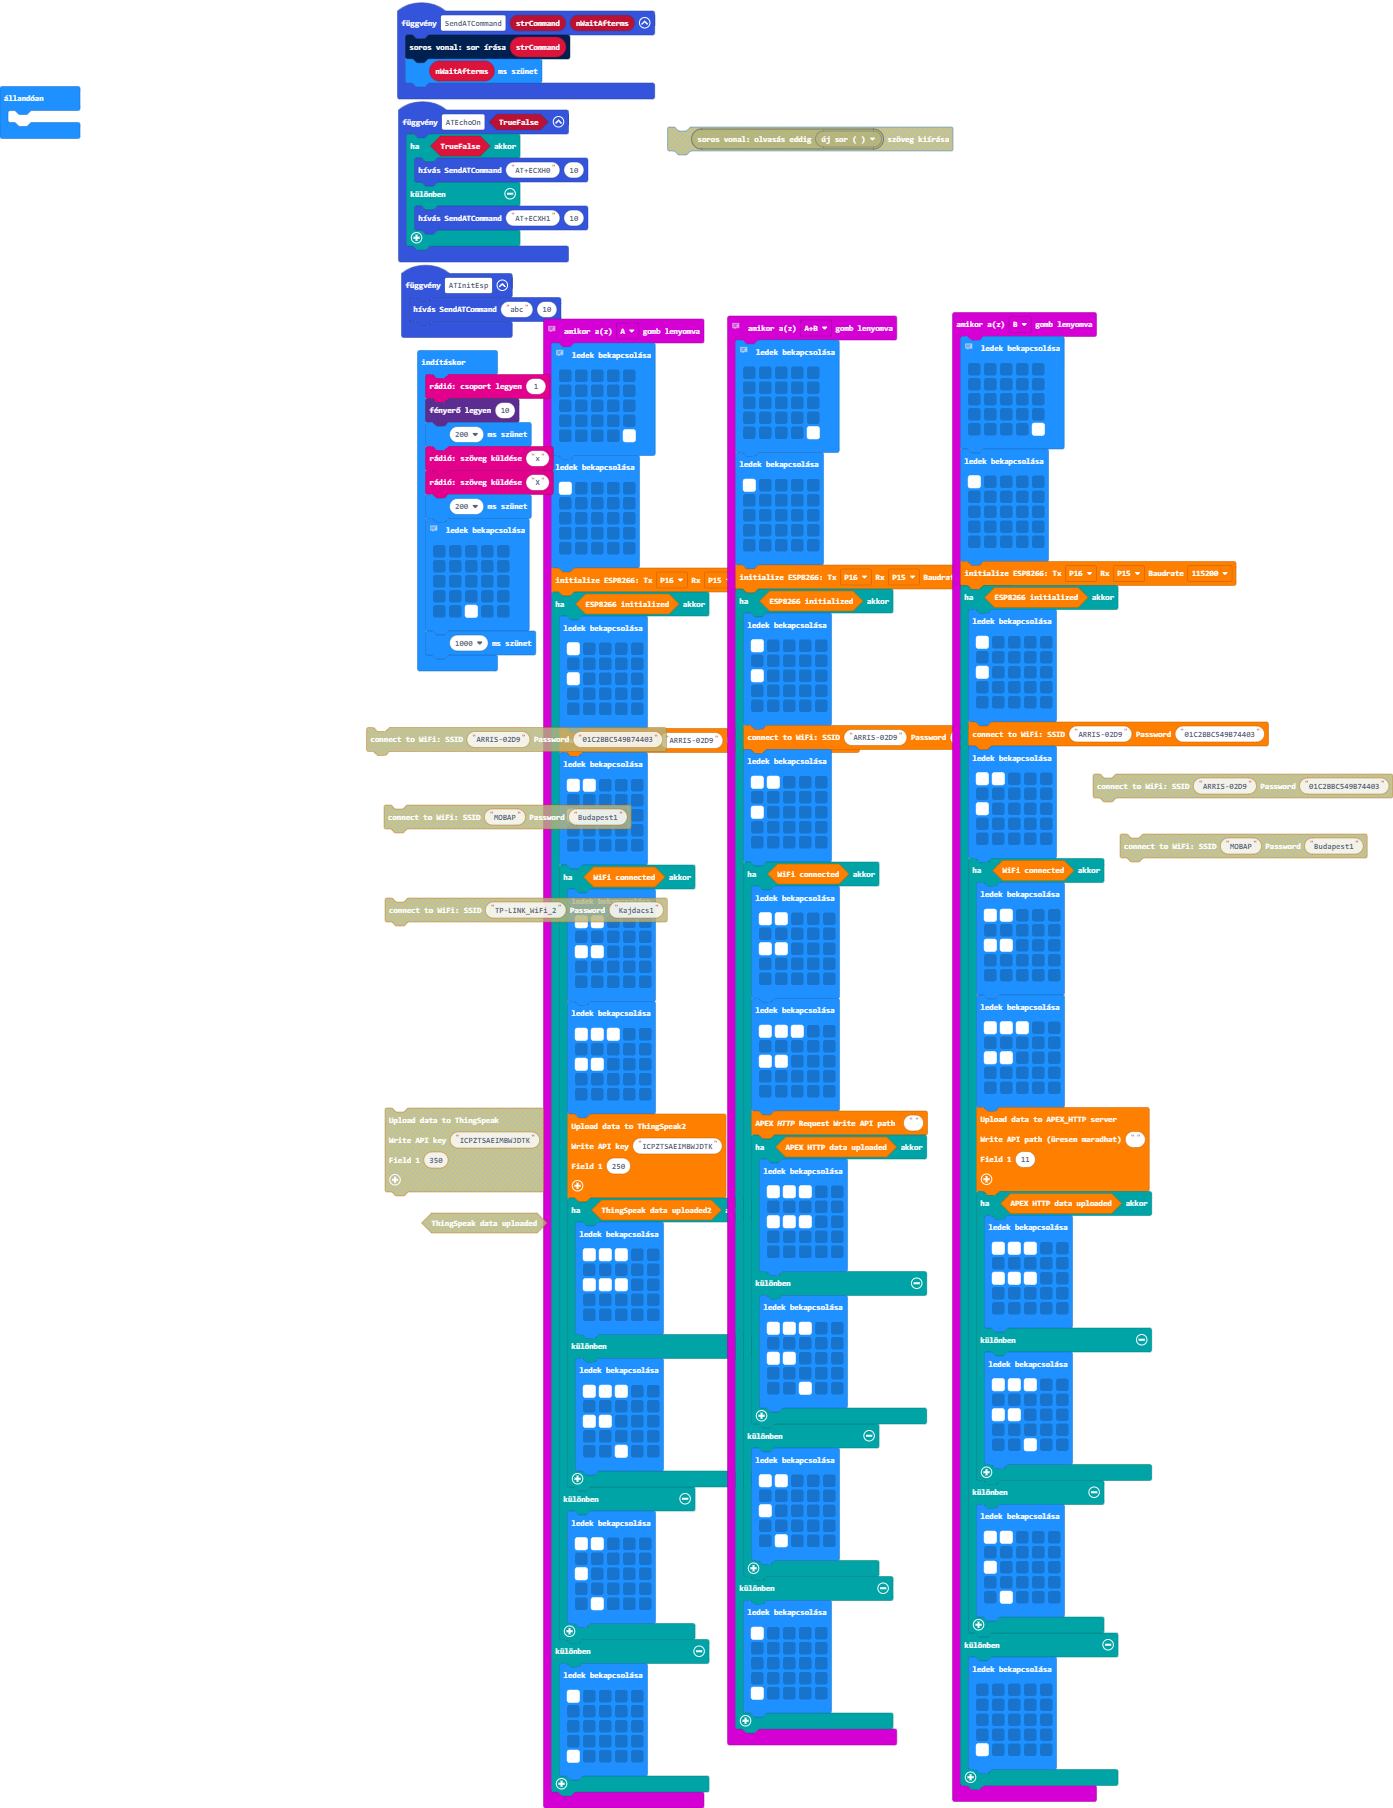 függvény SendATCommand strCommand nWaitAfterms
soros vonal: sor írása strCommand
nWaitAfterms ms szünet
állandóan
függvény ATEchoOn TrueFalse
ha TrueFalse akkor
hívás SendATCommand "AT+ECXH0" 10
különben
hívás SendATCommand "AT+ECXH1" 10
soros vonal: olvasás eddig új sor ( ) szöveg kiírása
függvény ATInitEsp
hívás SendATCommand "abc" 10
indításkor
rádió: csoport legyen 1
fényerő legyen 10
200 ms szünet
rádió: szöveg küldése "x"
rádió: szöveg küldése "X"
200 ms szünet
ledek bekapcsolása
1000 ms szünet
connect to WiFi: SSID "ARRIS-02D9" Password "01C2BBC549B74403"
connect to WiFi: SSID "MOBAP" Password "Budapest1"
connect to WiFi: SSID "TP-LINK_WiFi_2" Password "Kajdacs1"
Upload data to ThingSpeak
Write API key "ICPZTSAEIMBWJDTK"
Field 1 350
ThingSpeak data uploaded
amikor a(z) A gomb lenyomva
ledek bekapcsolása
ledek bekapcsolása
initialize ESP8266: Tx P16 Rx P15
ha ESP8266 initialized akkor
ledek bekapcsolása
ARRIS-02D9"
ledek bekapcsolása
ha WiFi connected akkor
ledek bekapcsolása
ledek bekapcsolása
Upload data to ThingSpeak2
Write API key "ICPZTSAEIMBWJDTK"
Field 1 250
ha ThingSpeak data uploaded2
ledek bekapcsolása
különben
ledek bekapcsolása
különben
ledek bekapcsolása
különben
ledek bekapcsolása
amikor a(z) A+B gomb lenyomva
ledek bekapcsolása
ledek bekapcsolása
initialize ESP8266: Tx P16 Rx P15 Baudrat
ha ESP8266 initialized akkor
ledek bekapcsolása
connect to WiFi: SSID "ARRIS-02D9" Password
ledek bekapcsolása
ha WiFi connected akkor
ledek bekapcsolása
ledek bekapcsolása
APEX HTTP Request Write API path ""
ha APEX HTTP data uploaded akkor
ledek bekapcsolása
különben
ledek bekapcsolása
különben
ledek bekapcsolása
különben
ledek bekapcsolása
amikor a(z) B gomb lenyomva
ledek bekapcsolása
ledek bekapcsolása
initialize ESP8266: Tx P16 Rx P15 Baudrate 115200
ha ESP8266 initialized akkor
ledek bekapcsolása
connect to WiFi: SSID "ARRIS-02D9" Password "01C2BBC549B74403"
ledek bekapcsolása
ha WiFi connected akkor
ledek bekapcsolása
ledek bekapcsolása
Upload data to APEX_HTTP server
Write API path (üresen maradhat) ""
Field 1 11
ha APEX HTTP data uploaded akkor
ledek bekapcsolása
különben
ledek bekapcsolása
különben
ledek bekapcsolása
különben
ledek bekapcsolása
connect to WiFi: SSID "ARRIS-02D9" Password "01C2BBC549B74403"
connect to WiFi: SSID "MOBAP" Password "Budapest1"